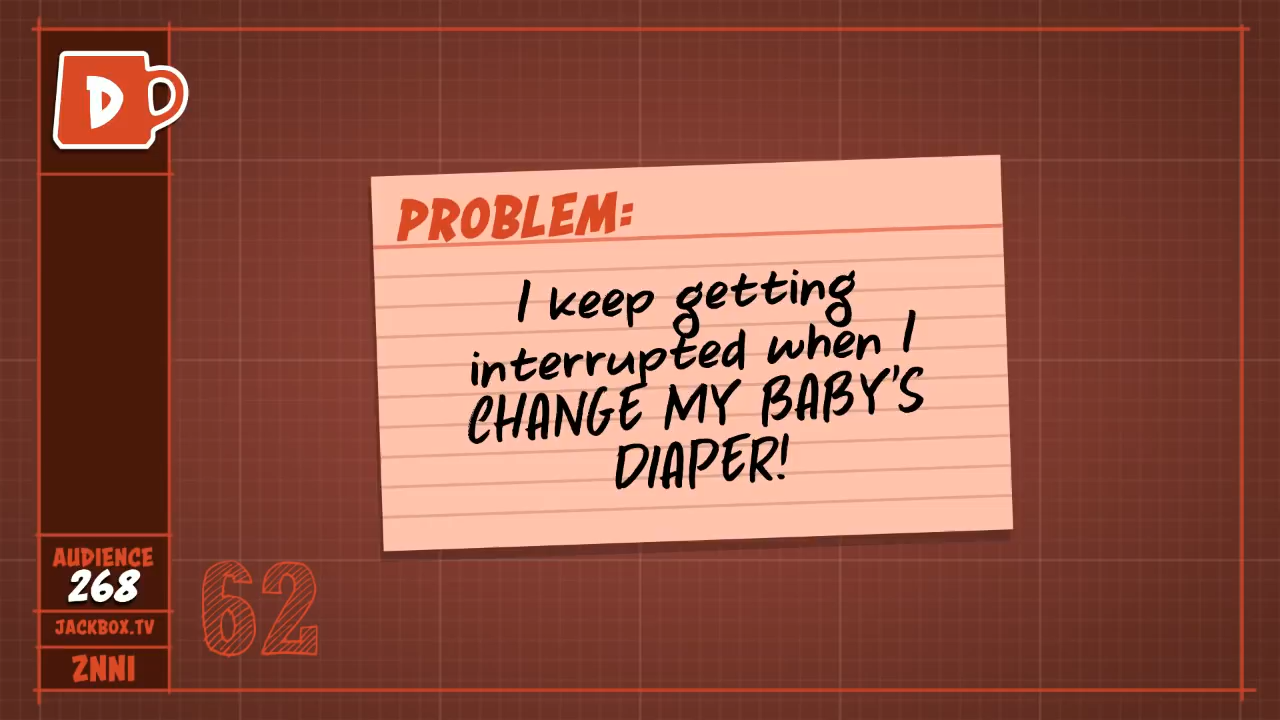 D
PROBLEM:
I keep getting
interrupted when I
CHANGE MY BABY'S
DIAPER!
AUDIENCE
268
JACKBOX.TV
ZNNI
62